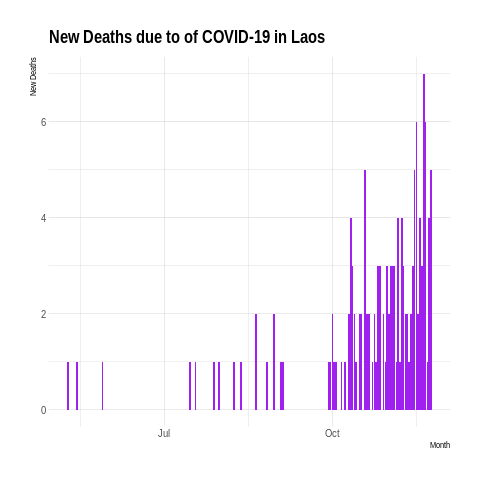 New Deaths due to of COVID-19 in Laos
New Deaths
6
4
2
0
Jul
Oct
Month